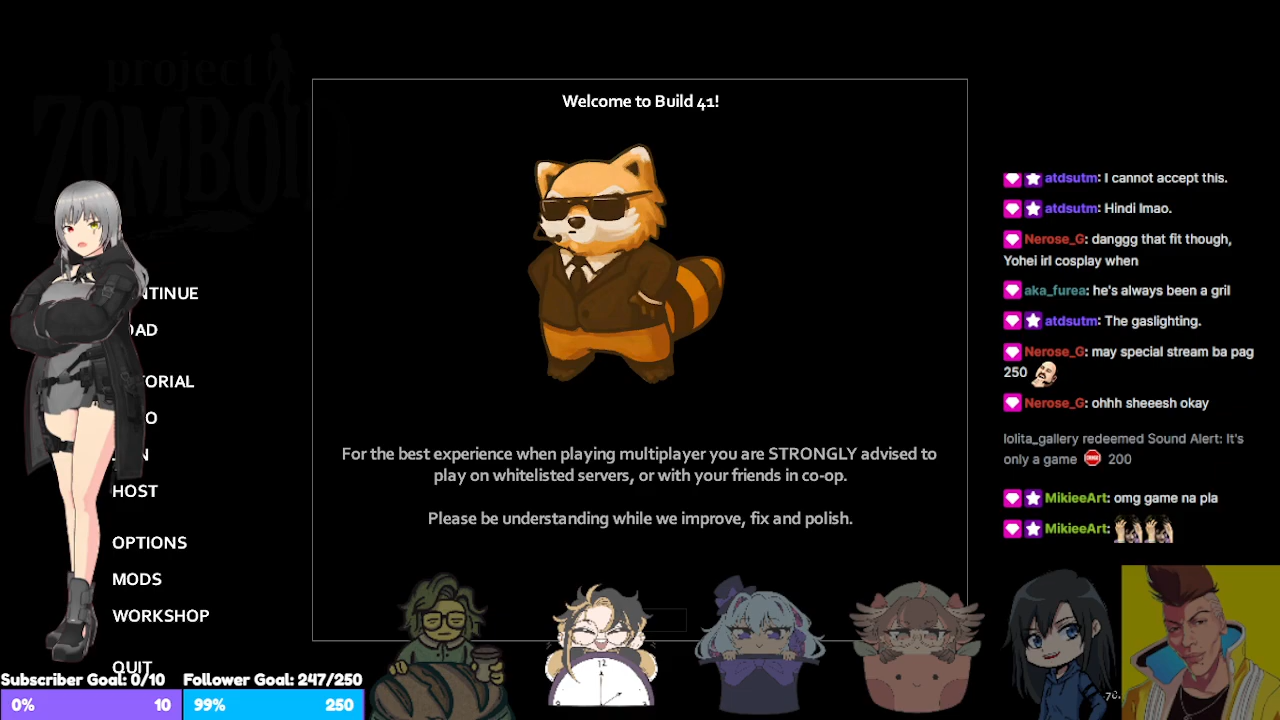 project
ZOMBOID
Welcome to Build 41!
NTINUE
OAD
TORIAL
O
N
HOST
OPTIONS
MODS
WORKSHOP
QUIT
For the best experience when playing multiplayer you are STRONGLY advised to
play on whitelisted servers, or with your friends in co-op.
Please be understanding while we improve, fix and polish.
atdsutm: I cannot accept this.
atdsutm: Hindi lmao.
Nerose_G: danggg that fit though,
Yohei irl cosplay when
aka_furea: he's always been a gril
atdsutm: The gaslighting.
Nerose_G: may special stream ba pag
250
Nerose_G: ohhh sheeesh okay
lolita_gallery redeemed Sound Alert: It's
only a game 200
MikieeArt: omg game na pla
MikieeArt:
12
78.
Subscriber Goal: 0/10 Follower Goal: 247/250
0% 10 99% 250